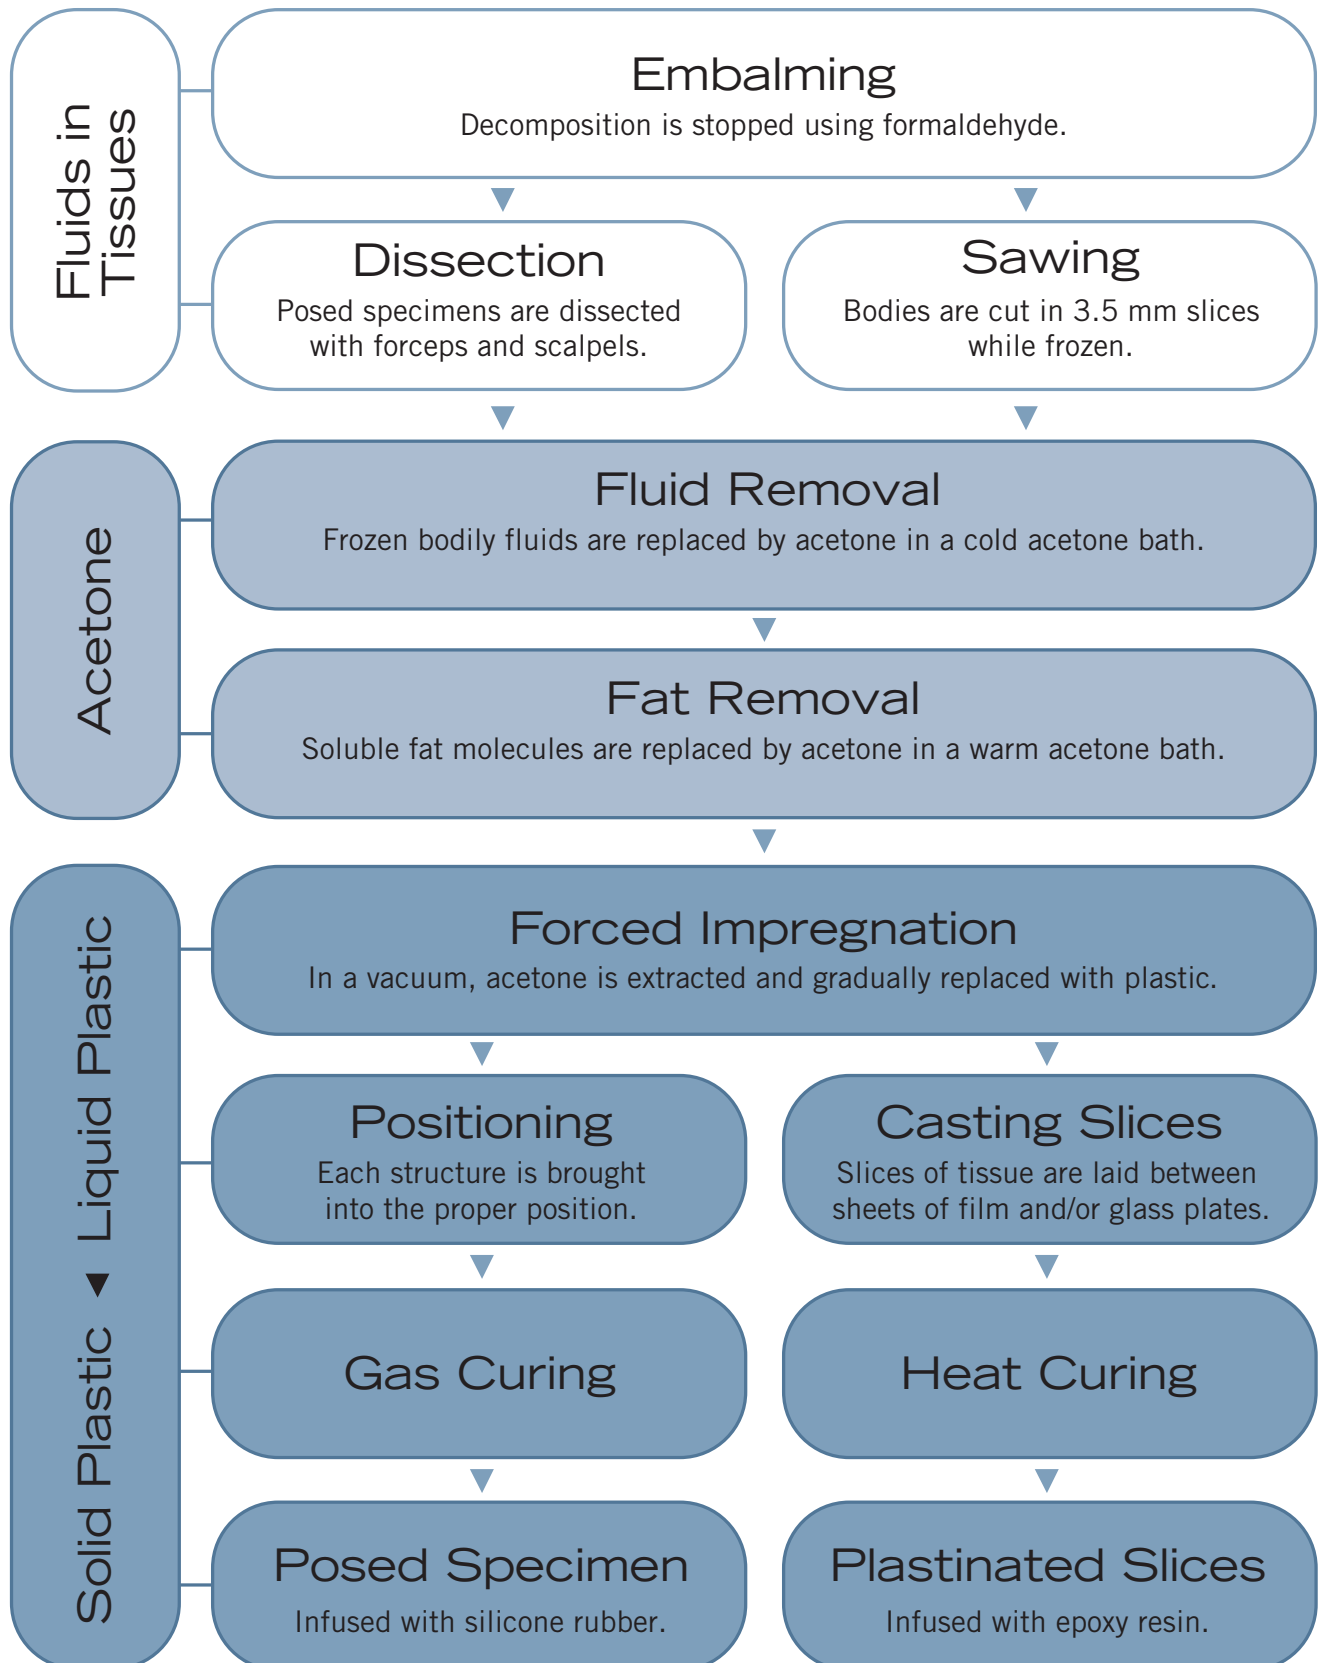 Fluids in
Tissues
Embalming
Decomposition is stopped using formaldehyde.
Dissection
Posed specimens are dissected
with forceps and scalpels.
Sawing
Bodies are cut in 3.5 mm slices
while frozen.
Acetone
Fluid Removal
Frozen bodily fluids are replaced by acetone in a cold acetone bath.
Fat Removal
Soluble fat molecules are replaced by acetone in a warm acetone bath.
Solid Plastic ◀ Liquid Plastic
Forced Impregnation
In a vacuum, acetone is extracted and gradually replaced with plastic.
Positioning
Each structure is brought
into the proper position.
Casting Slices
Slices of tissue are laid between
sheets of film and/or glass plates.
Gas Curing
Heat Curing
Posed Specimen
Infused with silicone rubber.
Plastinated Slices
Infused with epoxy resin.